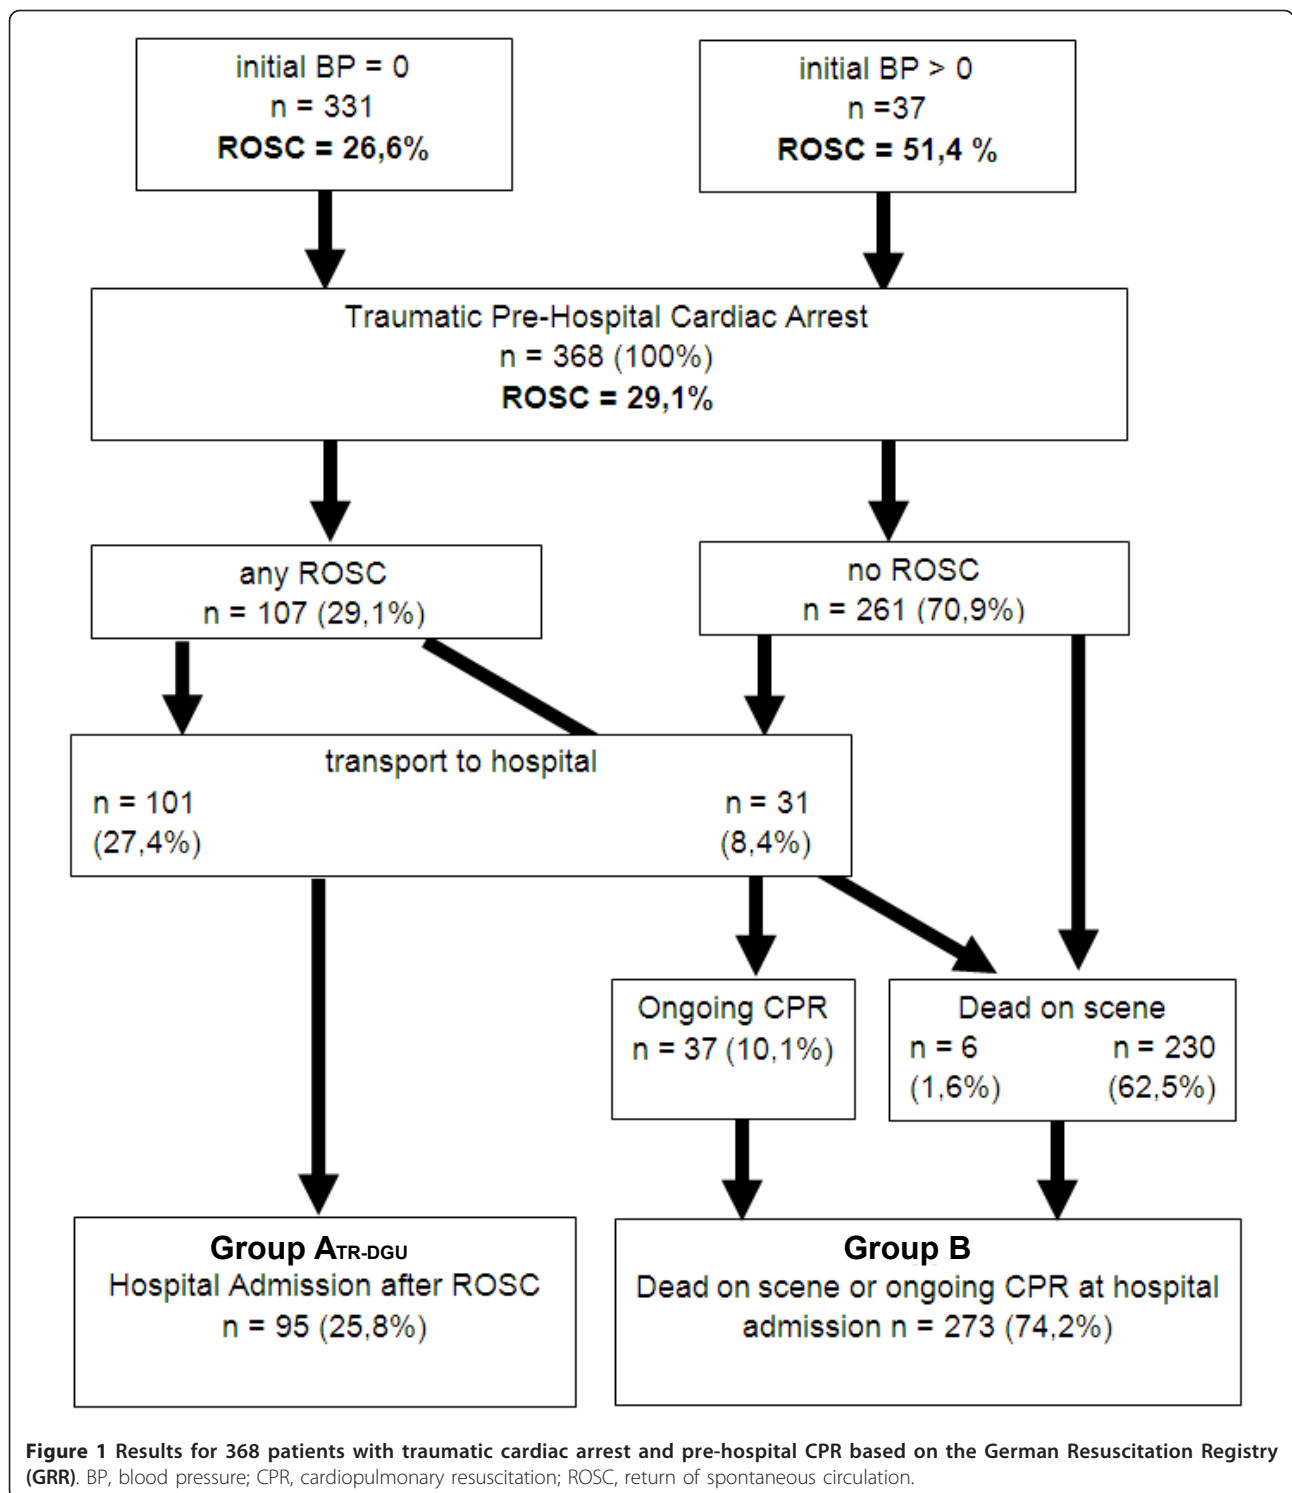 initial BP = 0
n = 331
ROSC = 26,6%
initial BP > 0
n =37
ROSC = 51,4 %
Traumatic Pre-Hospital Cardiac Arrest
n = 368 (100%)
ROSC = 29,1%
any ROSC
n = 107 (29,1%)
no ROSC
n = 261 (70,9%)
transport to hospital
n = 101
(27,4%)
n = 31
(8,4%)
Ongoing CPR
n = 37 (10,1%)
Dead on scene
n = 6
(1,6%)
n = 230
(62,5%)
Group ATR-DGU
Hospital Admission after ROSC
n = 95 (25,8%)
Group B
Dead on scene or ongoing CPR at hospital
admission n = 273 (74,2%)
Figure 1 Results for 368 patients with traumatic cardiac arrest and pre-hospital CPR based on the German Resuscitation Registry
(GRR). BP, blood pressure; CPR, cardiopulmonary resuscitation; ROSC, return of spontaneous circulation.